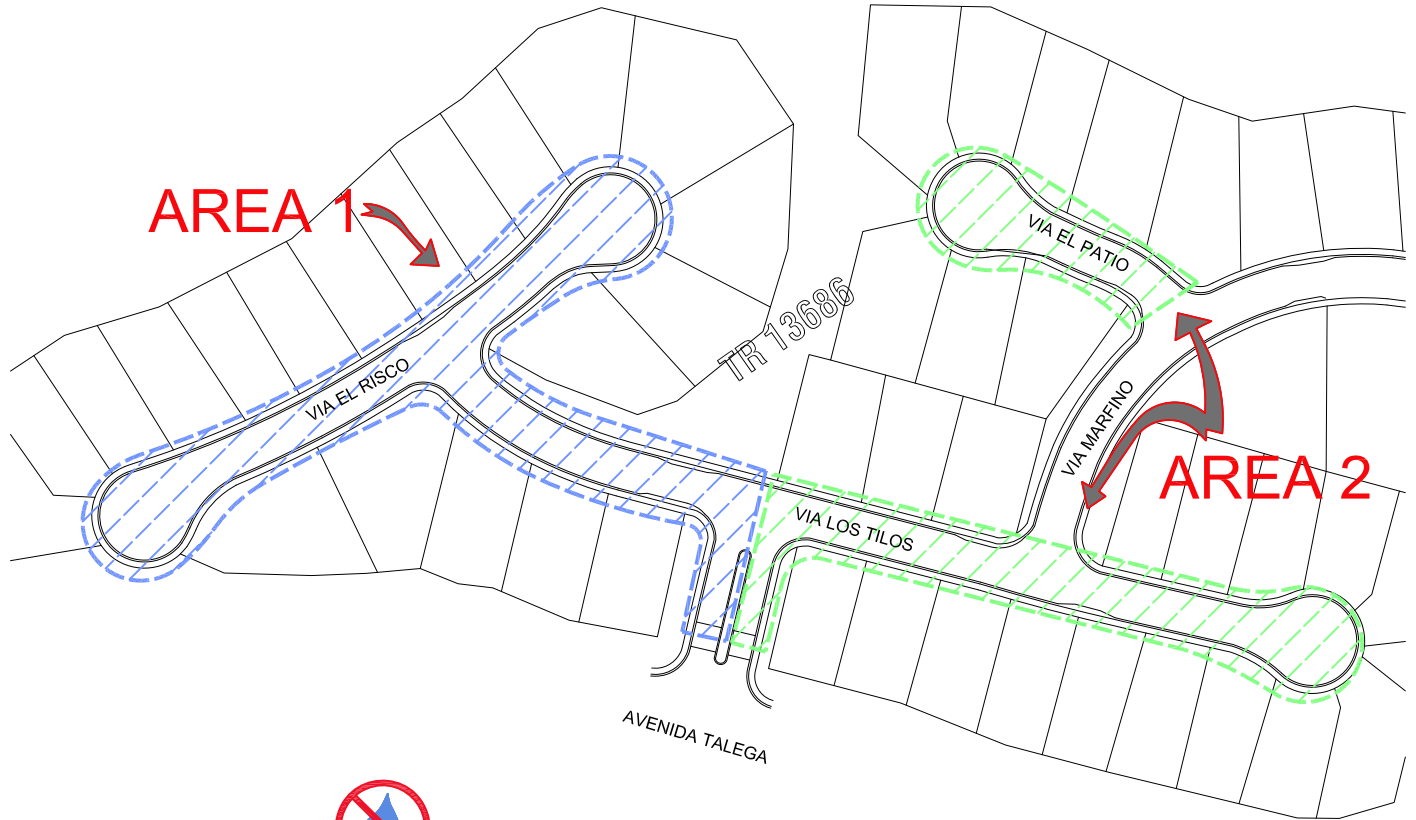 AREA 1
VIA EL PATIO
TR 13686
VIA EL RISCO
VIA MARFINO
AREA 2
VIA LOS TILOS
AVENIDA TALEGA